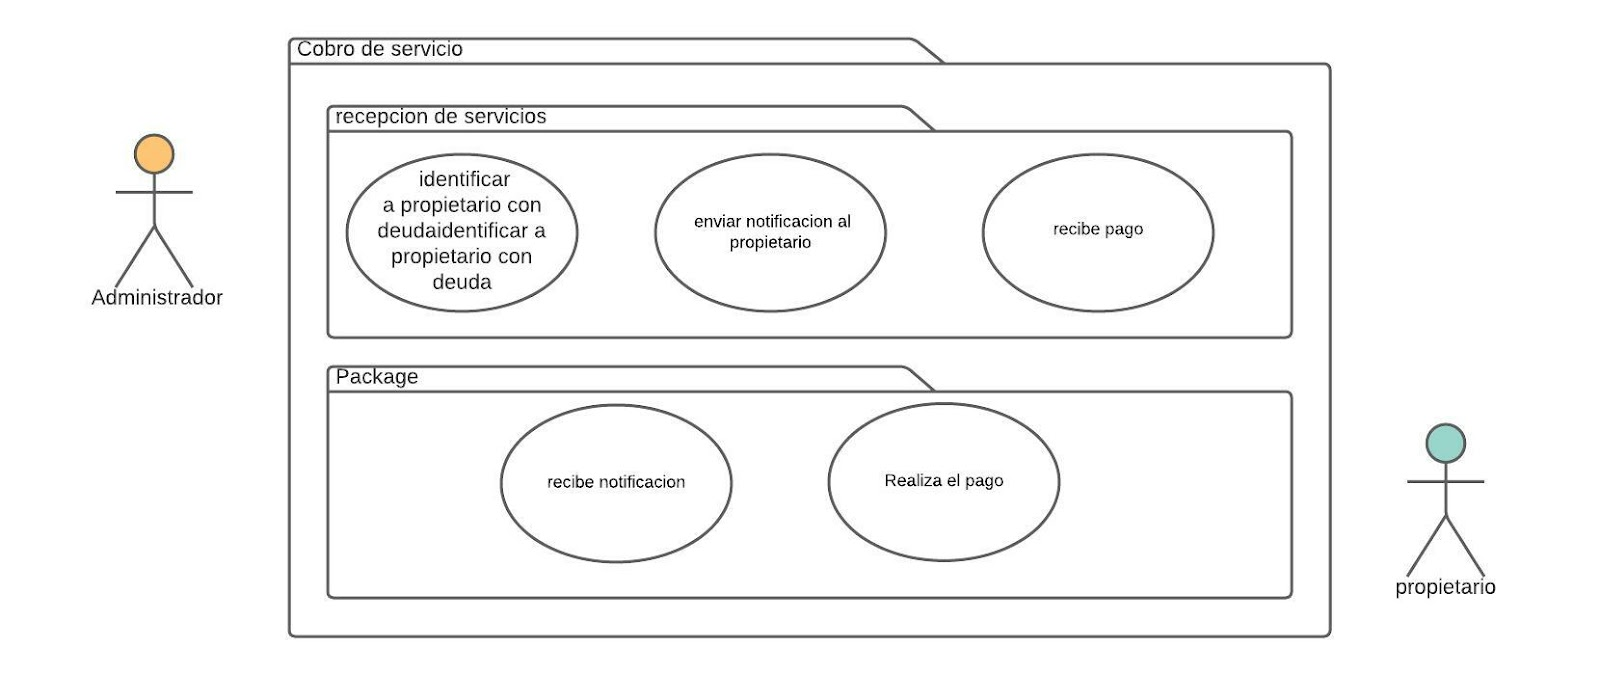 Cobro de servicio
recepcion de servicios
identificar
a propietario con
deudaidentificar a
propietario con
deuda
enviar notificacion al
propietario
recibe pago
Administrador
Package
recibe notificacion
Realiza el pago
propietario